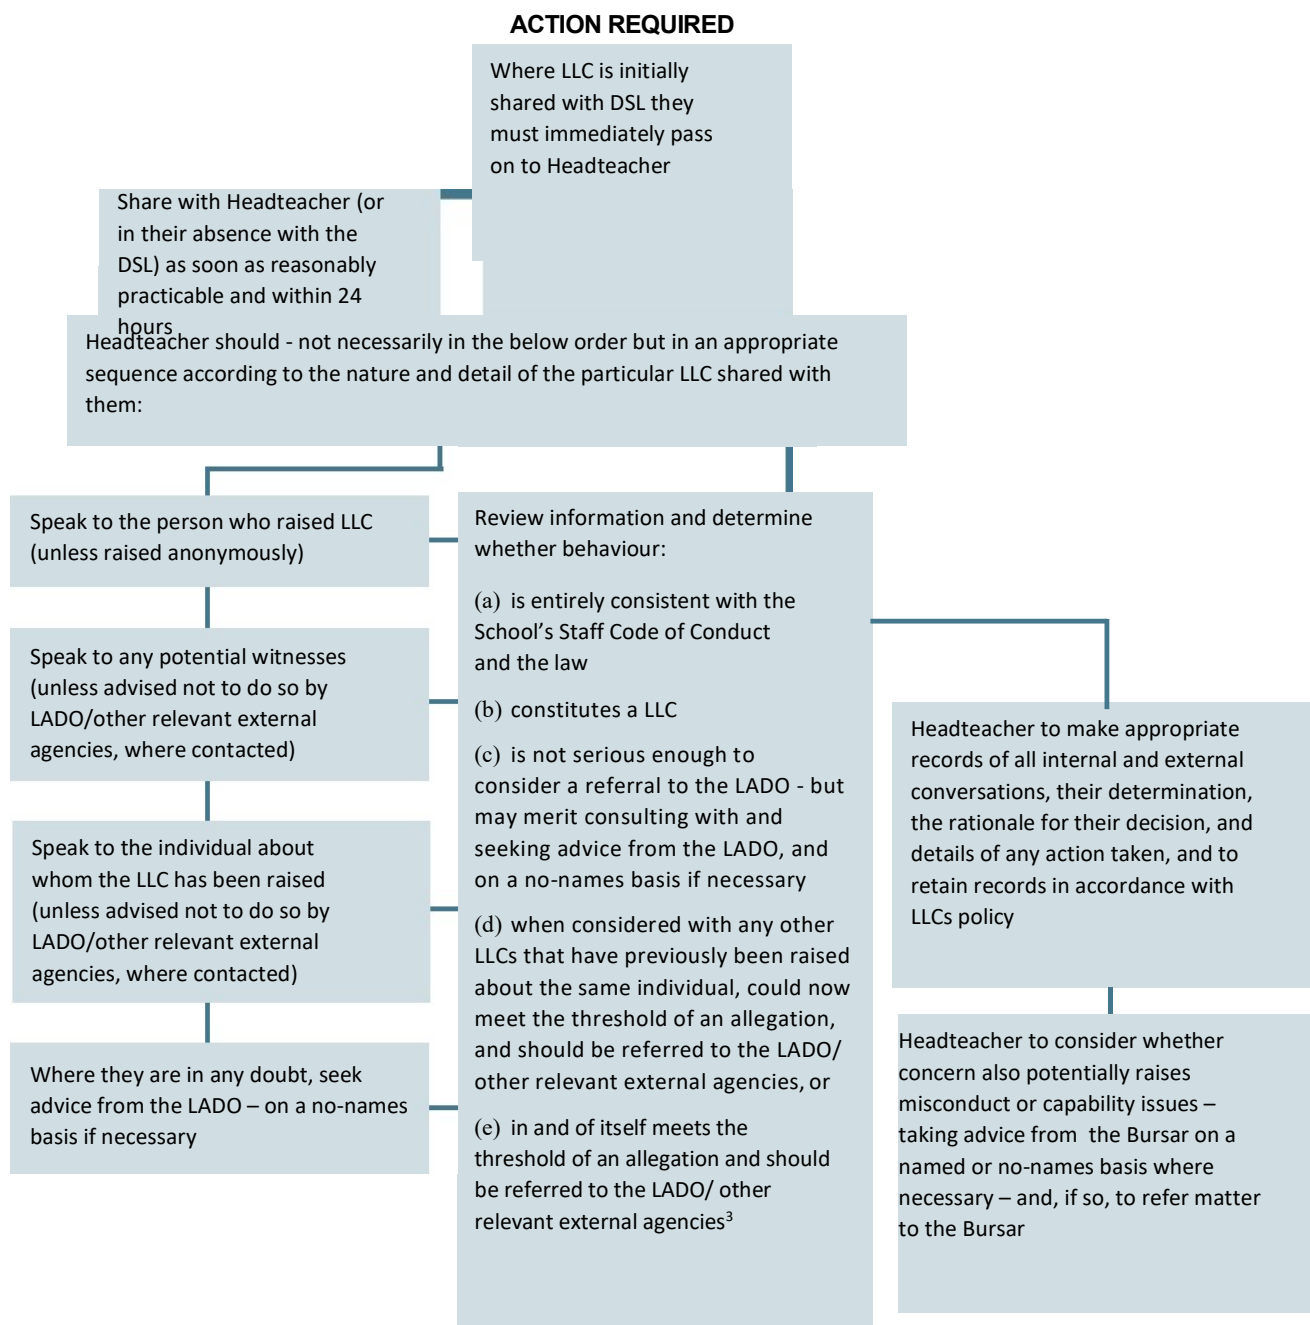 ACTION REQUIRED
Where LLC is initially
shared with DSL they
must immediately pass
on to Headteacher
Share with Headteacher (or
in their absence with the
DSL) as soon as reasonably
practicable and within 24
hours
Headteacher should - not necessarily in the below order but in an appropriate
sequence according to the nature and detail of the particular LLC shared with
them:
Speak to the person who raised LLC
(unless raised anonymously)
Speak to any potential witnesses
(unless advised not to do so by
LADO/other relevant external
agencies, where contacted)
Speak to the individual about
whom the LLC has been raised
(unless advised not to do so by
LADO/other relevant external
agencies, where contacted)
Where they are in any doubt, seek
advice from the LADO – on a no-names
basis if necessary
Review information and determine
whether behaviour:
(a) is entirely consistent with the
School’s Staff Code of Conduct
and the law
(b) constitutes a LLC
(c) is not serious enough to
consider a referral to the LADO - but
may merit consulting with and
seeking advice from the LADO, and
on a no-names basis if necessary
(d) when considered with any other
LLCs that have previously been raised
about the same individual, could now
meet the threshold of an allegation,
and should be referred to the LADO/
other relevant external agencies, or
(e) in and of itself meets the
threshold of an allegation and should
be referred to the LADO/ other
relevant external agencies³
Headteacher to make appropriate
records of all internal and external
conversations, their determination,
the rationale for their decision, and
details of any action taken, and to
retain records in accordance with
LLCs policy
Headteacher to consider whether
concern also potentially raises
misconduct or capability issues –
taking advice from the Bursar on a
named or no-names basis where
necessary – and, if so, to refer matter
to the Bursar